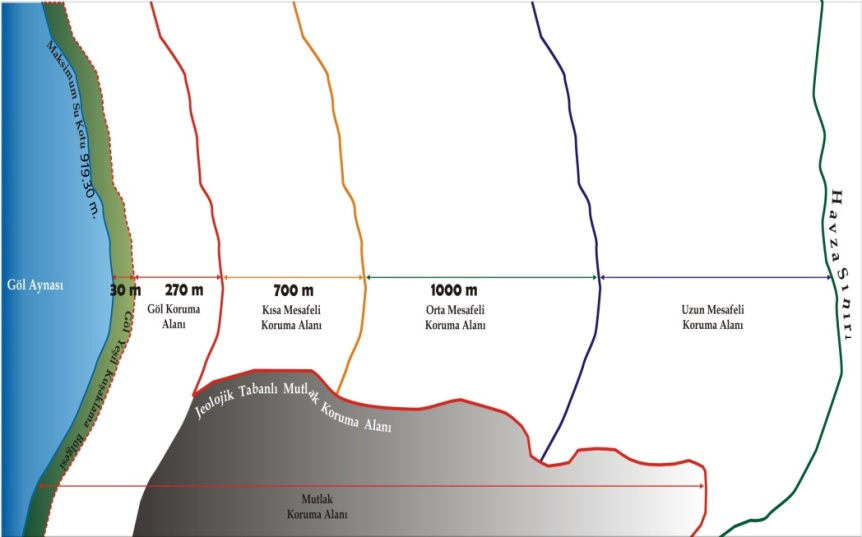 Maksimum Su Kotu 919.30 m.
Göl Aynası
30 m
Göl Yeşil Kuşaklama Bölgesi
270 m
Göl Koruma
Alanı
700 m
Kısa Mesafeli
Koruma Alanı
1000 m
Orta Mesafeli
Koruma Alanı
Uzun Mesafeli
Koruma Alanı
Havza Sınırı
Jeolojik Tabanlı Mutlak Koruma Alanı
Mutlak
Koruma Alanı